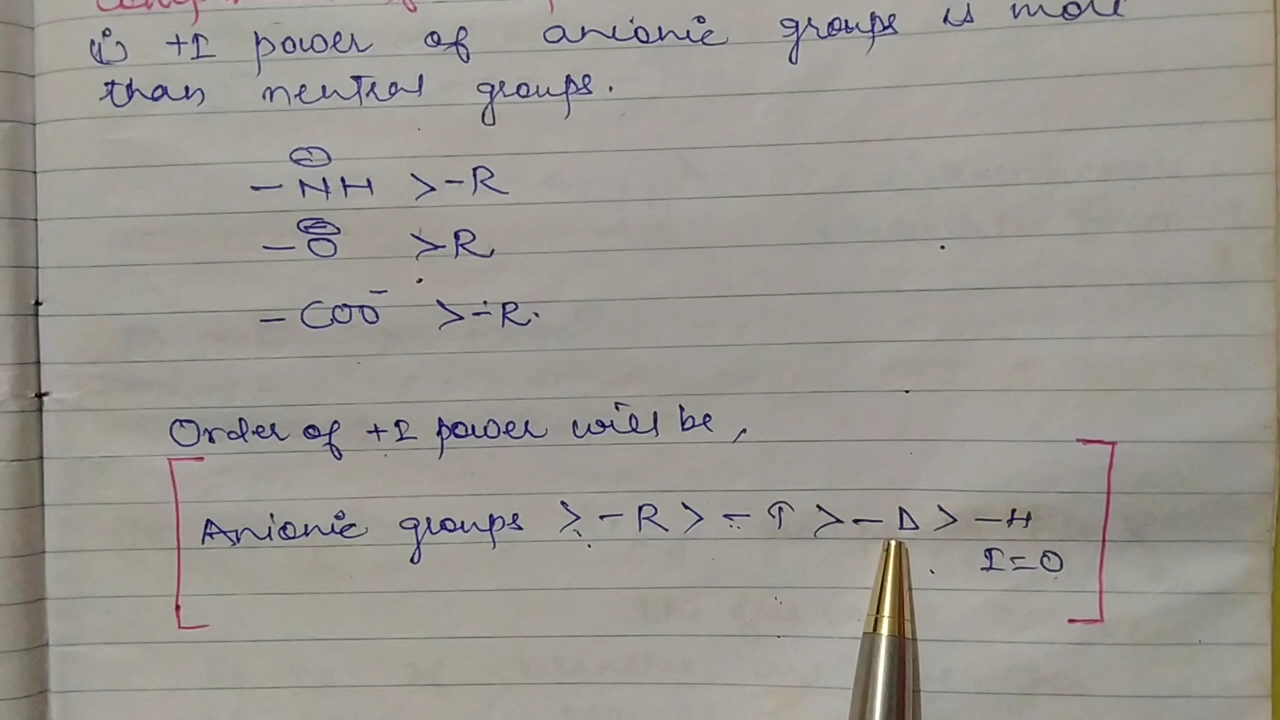 (i) +I power of anionic groups is more
than neutral groups.
⊖
-NH >-R
⊖
-O >R
-COO⁻ >-R.
Order of +I power will be,
Anionic groups > -R > -T > -D > -H
I=0